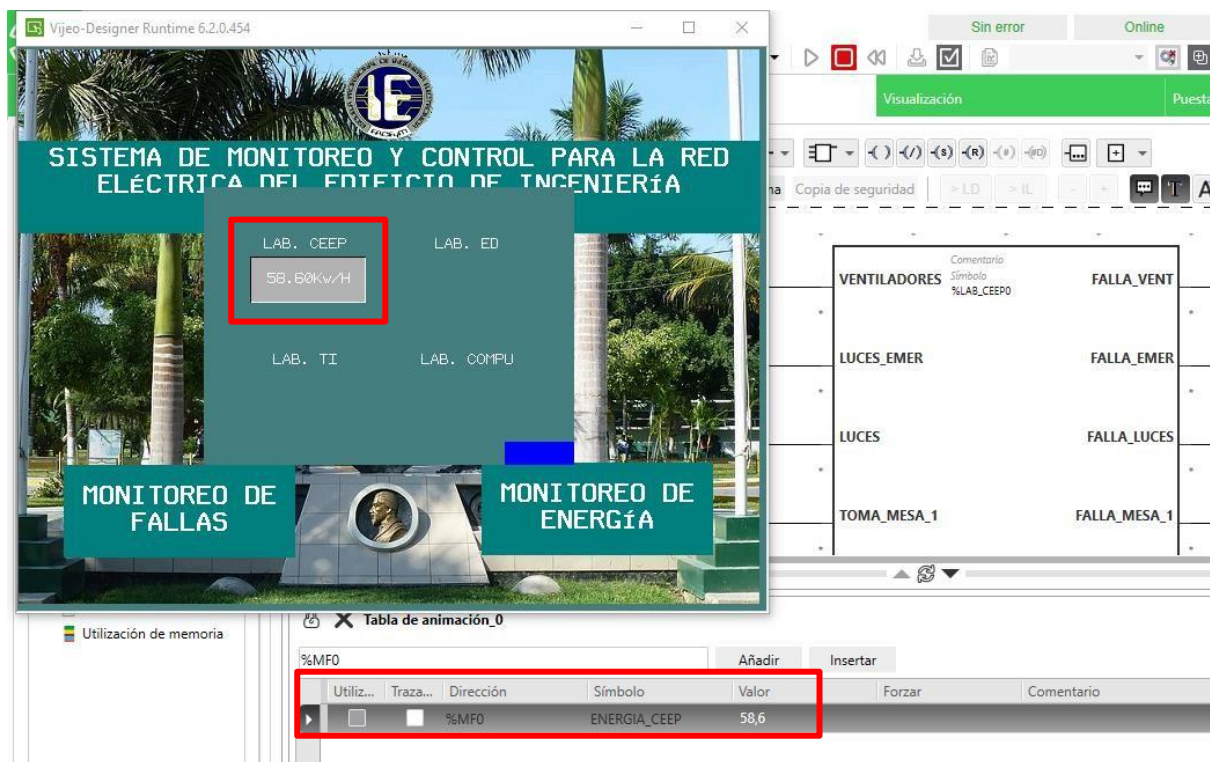 Vijeo-Designer Runtime 6.2.0.454
SISTEMA DE MONITOREO Y CONTROL PARA LA RED
ELéCTRICA DEL EDIFICIO DE INGENIERíA
LAB. CEEP
LAB. ED
58.60Kw/H
LAB. TI
LAB. COMPU
MONITOREO DE
FALLAS
MONITOREO DE
ENERGíA
Sin error
Online
Visualización
Puesta
Copia de seguridad
> LD
> IL
Comentario
Símbolo
%LAB_CEEP0
VENTILADORES
FALLA_VENT
LUCES_EMER
FALLA_EMER
LUCES
FALLA_LUCES
TOMA_MESA_1
FALLA_MESA_1
Utilización de memoria
Tabla de animación_0
%MF0
Añadir
Insertar
Utiliz... Traza... Dirección Símbolo Valor Forzar Comentario
%MF0 ENERGIA_CEEP 58,6